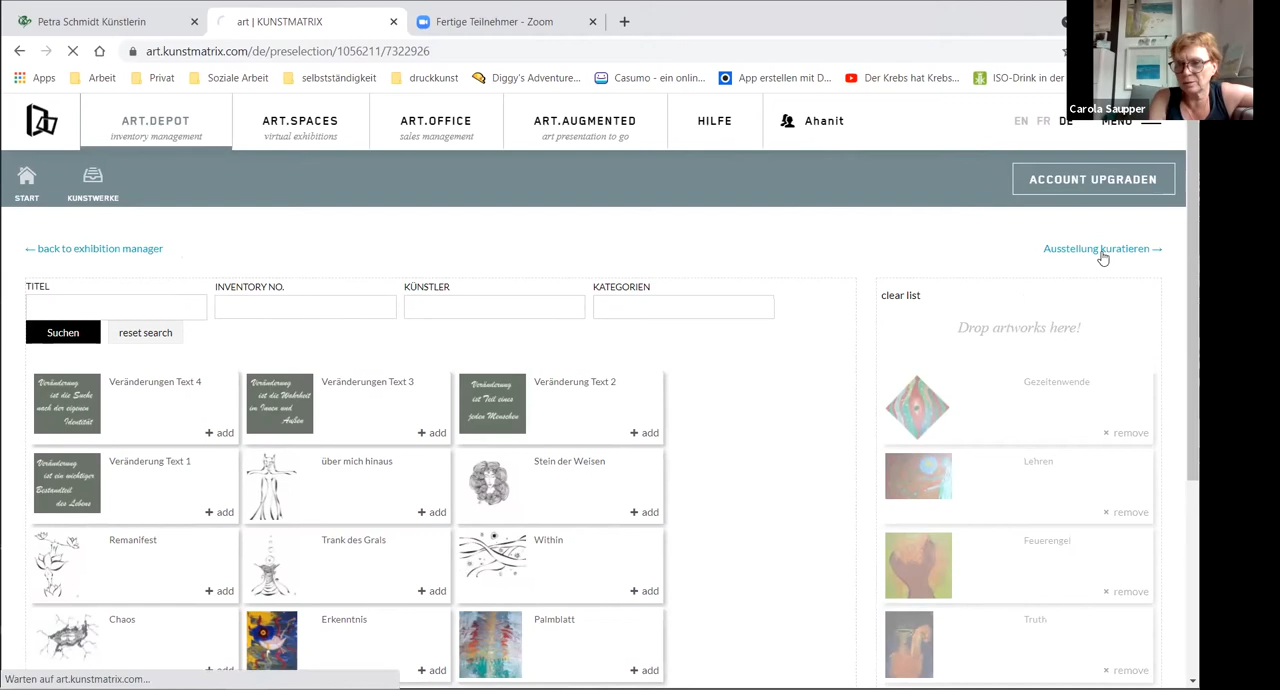 Petra Schmidt Künstlerin
art | KUNSTMATRIX
Fertige Teilnehmer - Zoom
art.kunstmatrix.com/de/preselection/1056211/7322926
Apps
Arbeit
Privat
Soziale Arbeit
selbstständigkeit
druckkunst
Diggy's Adventure...
Casumo - ein onlin...
App erstellen mit D...
Der Krebs hat Krebs...
ISO-Drink in der
Carola Saupper
ART.DEPOT
inventory management
ART.SPACES
virtual exhibitions
ART.OFFICE
sales management
ART.AUGMENTED
art presentation to go
HILFE
Ahanit
EN FR DE
MENU
START
KUNSTWERKE
ACCOUNT UPGRADEN
← back to exhibition manager
Ausstellung kuratieren →
TITEL
INVENTORY NO.
KÜNSTLER
KATEGORIEN
Suchen
reset search
clear list
Drop artworks here!
Veränderung
ist die Suche
nach der eigenen
Identität
Veränderungen Text 4
+ add
Veränderung
ist die Wahrheit
im Innen und
Außen
Veränderungen Text 3
+ add
Veränderung
ist Teil eines
jeden Menschen
Veränderung Text 2
+ add
Gezeitenwende
× remove
Veränderung
ist ein wichtiger
Bestandteil
des Lebens
Veränderung Text 1
+ add
über mich hinaus
+ add
Stein der Weisen
+ add
Lehren
× remove
Remanifest
+ add
Trank des Grals
+ add
Within
+ add
Feuerengel
× remove
Chaos
+ add
Erkenntnis
+ add
Palmblatt
+ add
Truth
× remove
Warten auf art.kunstmatrix.com...